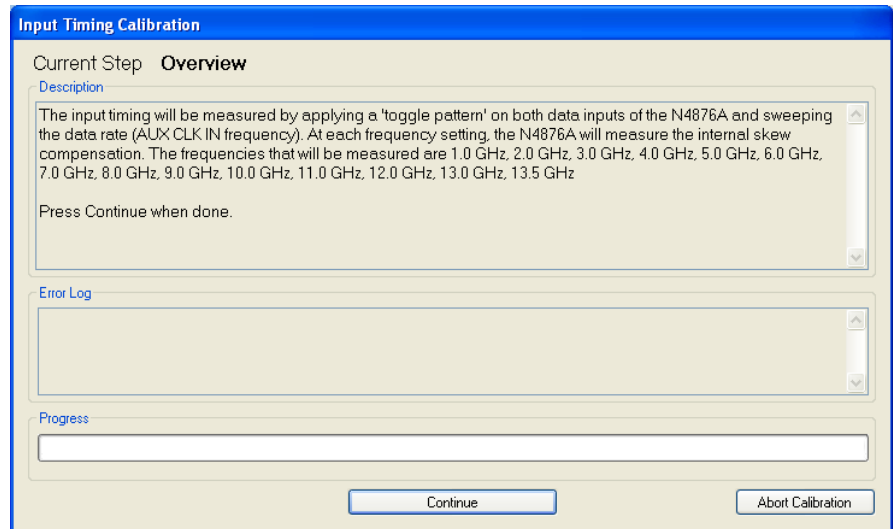 Input Timing Calibration
Current Step Overview
Description
The input timing will be measured by applying a 'toggle pattern' on both data inputs of the N4876A and sweeping
the data rate (AUX CLK IN frequency). At each frequency setting, the N4876A will measure the internal skew
compensation. The frequencies that will be measured are 1.0 GHz, 2.0 GHz, 3.0 GHz, 4.0 GHz, 5.0 GHz, 6.0 GHz,
7.0 GHz, 8.0 GHz, 9.0 GHz, 10.0 GHz, 11.0 GHz, 12.0 GHz, 13.0 GHz, 13.5 GHz
Press Continue when done.
Error Log
Progress
Continue Abort Calibration